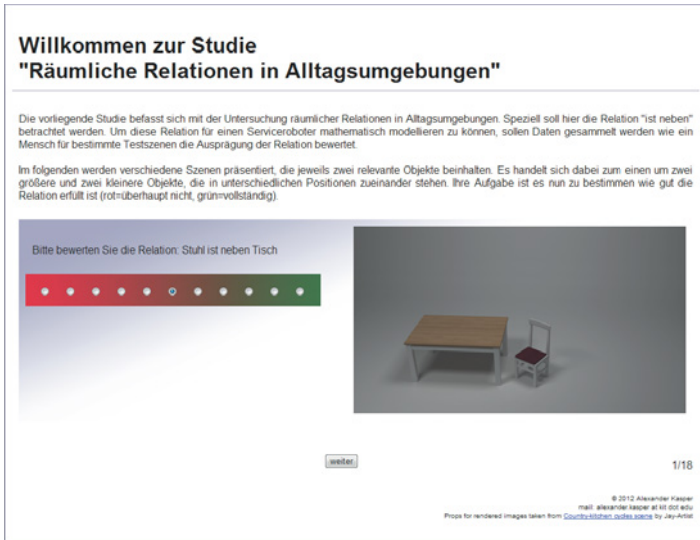 Willkommen zur Studie
"Räumliche Relationen in Alltagsumgebungen"
Die vorliegende Studie befasst sich mit der Untersuchung räumlicher Relationen in Alltagsumgebungen. Speziell soll hier die Relation "ist neben"
betrachtet werden. Um diese Relation für einen Serviceroboter mathematisch modellieren zu können, sollen Daten gesammelt werden wie ein
Mensch für bestimmte Testszenen die Ausprägung der Relation bewertet.
Im folgenden werden verschiedene Szenen präsentiert, die jeweils zwei relevante Objekte beinhalten. Es handelt sich dabei zum einen um zwei
größere und zwei kleinere Objekte, die in unterschiedlichen Positionen zueinander stehen. Ihre Aufgabe ist es nun zu bestimmen wie gut die
Relation erfüllt ist (rot=überhaupt nicht, grün=vollständig).
Bitte bewerten Sie die Relation: Stuhl ist neben Tisch
weiter
1/18
© 2012 Alexander Kasper
mail: alexander.kasper at kit dot edu
Props for rendered images taken from Country-kitchen cycles scene by Jay-Artist